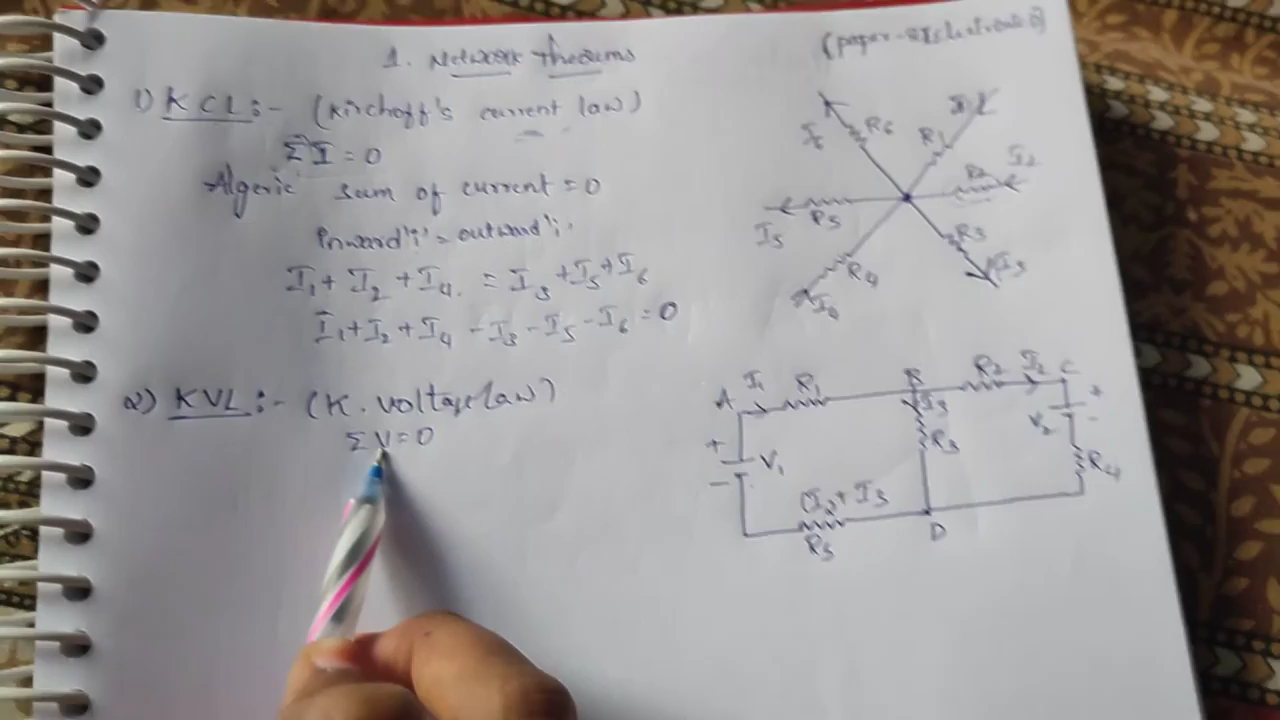 1. Network Theorems
1) KCL:- (Kirchoff's current law)
ΣI = 0
Algeric sum of current = 0
Inward 'i' = outward 'i'
I₁ + I₂ + I₄ = I₃ + I₅ + I₆
I₁ + I₂ + I₄ - I₃ - I₅ - I₆ = 0
I₆ R₆ R₁ I₁
R₂ I₂
I₅ R₅ R₃ I₃
R₄ I₄
2) KVL:- (K. voltage law)
ΣV = 0
A I₁ R₁ B R₂ I₂ C
+ - V₁ I₃ R₃ V₂ + - R₄
I₂ + I₃
R₅ D